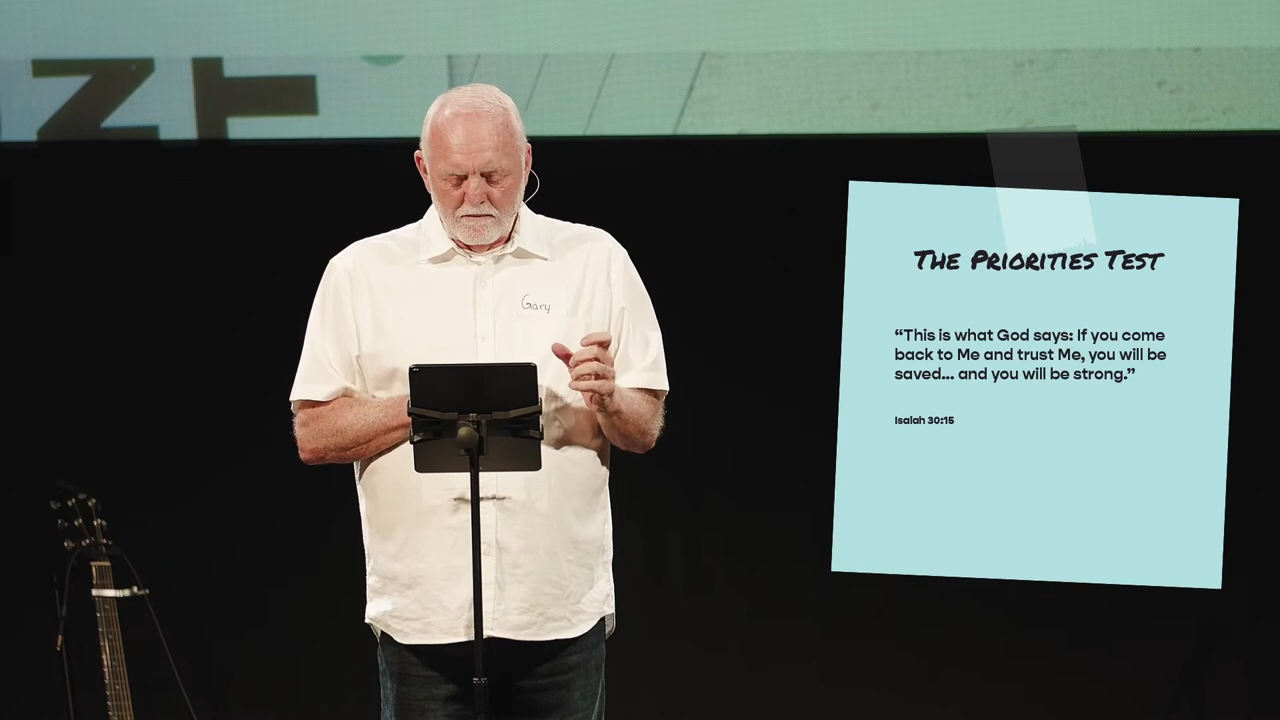 Gary
The Priorities Test
“This is what God says: If you come
back to Me and trust Me, you will be
saved... and you will be strong.”
Isaiah 30:15